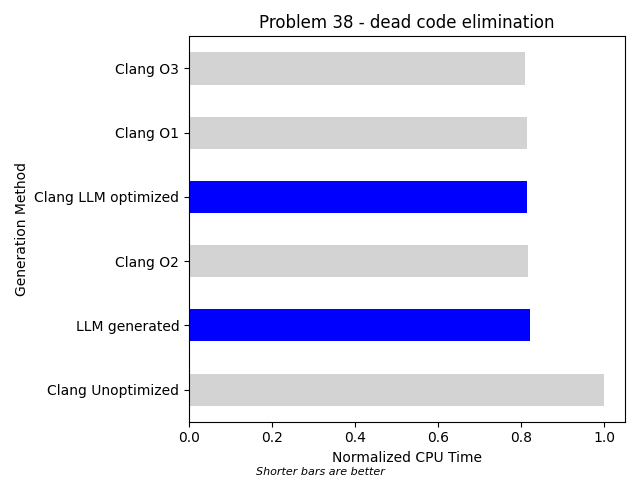 Problem 38 - dead code elimination
Generation Method
Clang O3
Clang O1
Clang LLM optimized
Clang O2
LLM generated
Clang Unoptimized
0.0 0.2 0.4 0.6 0.8 1.0
Normalized CPU Time
Shorter bars are better